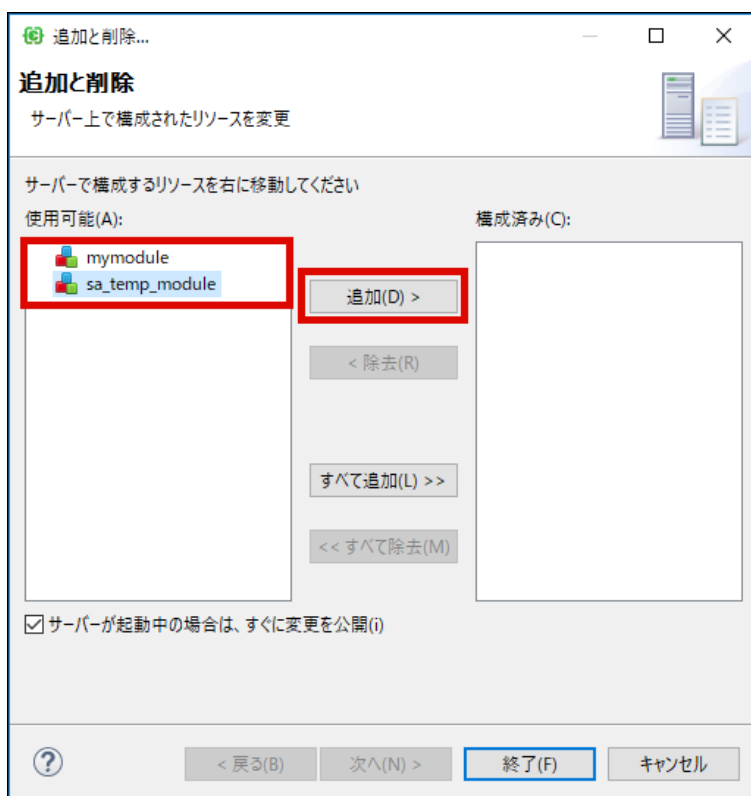 追加と削除...
追加と削除
サーバー上で構成されたリソースを変更
サーバーで構成するリソースを右に移動してください
使用可能(A):
構成済み(C):
mymodule
sa_temp_module
追加(D) >
< 除去(R)
すべて追加(L) >>
<< すべて除去(M)
サーバーが起動中の場合は、すぐに変更を公開(i)
?
< 戻る(B)
次へ(N) >
終了(F)
キャンセル